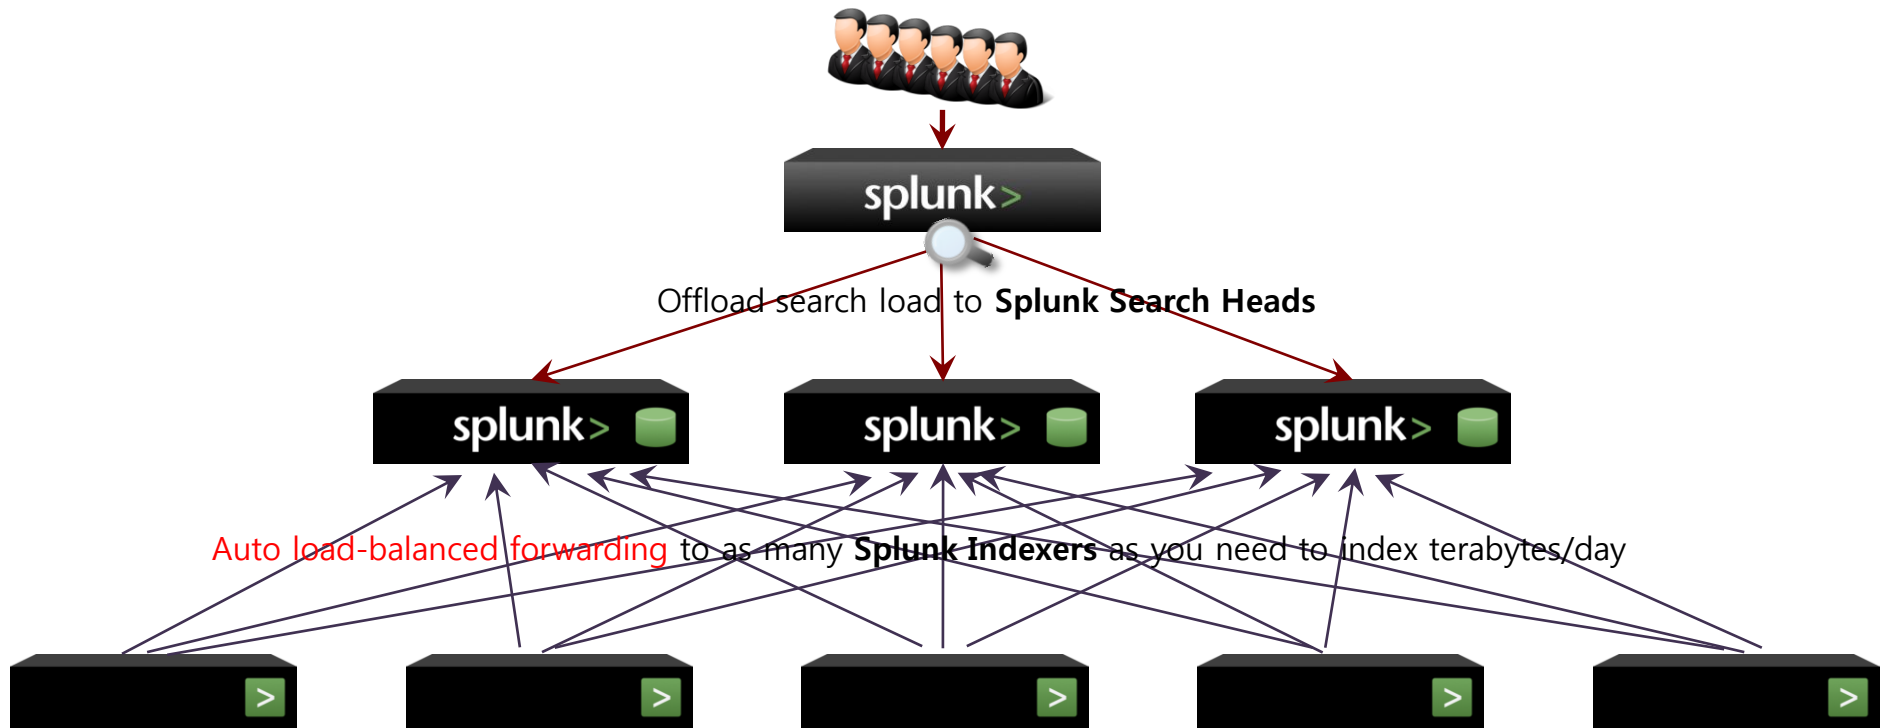 splunk>
Offload search load to Splunk Search Heads
splunk> splunk> splunk>
Auto load-balanced forwarding to as many Splunk Indexers as you need to index terabytes/day
> > > > >